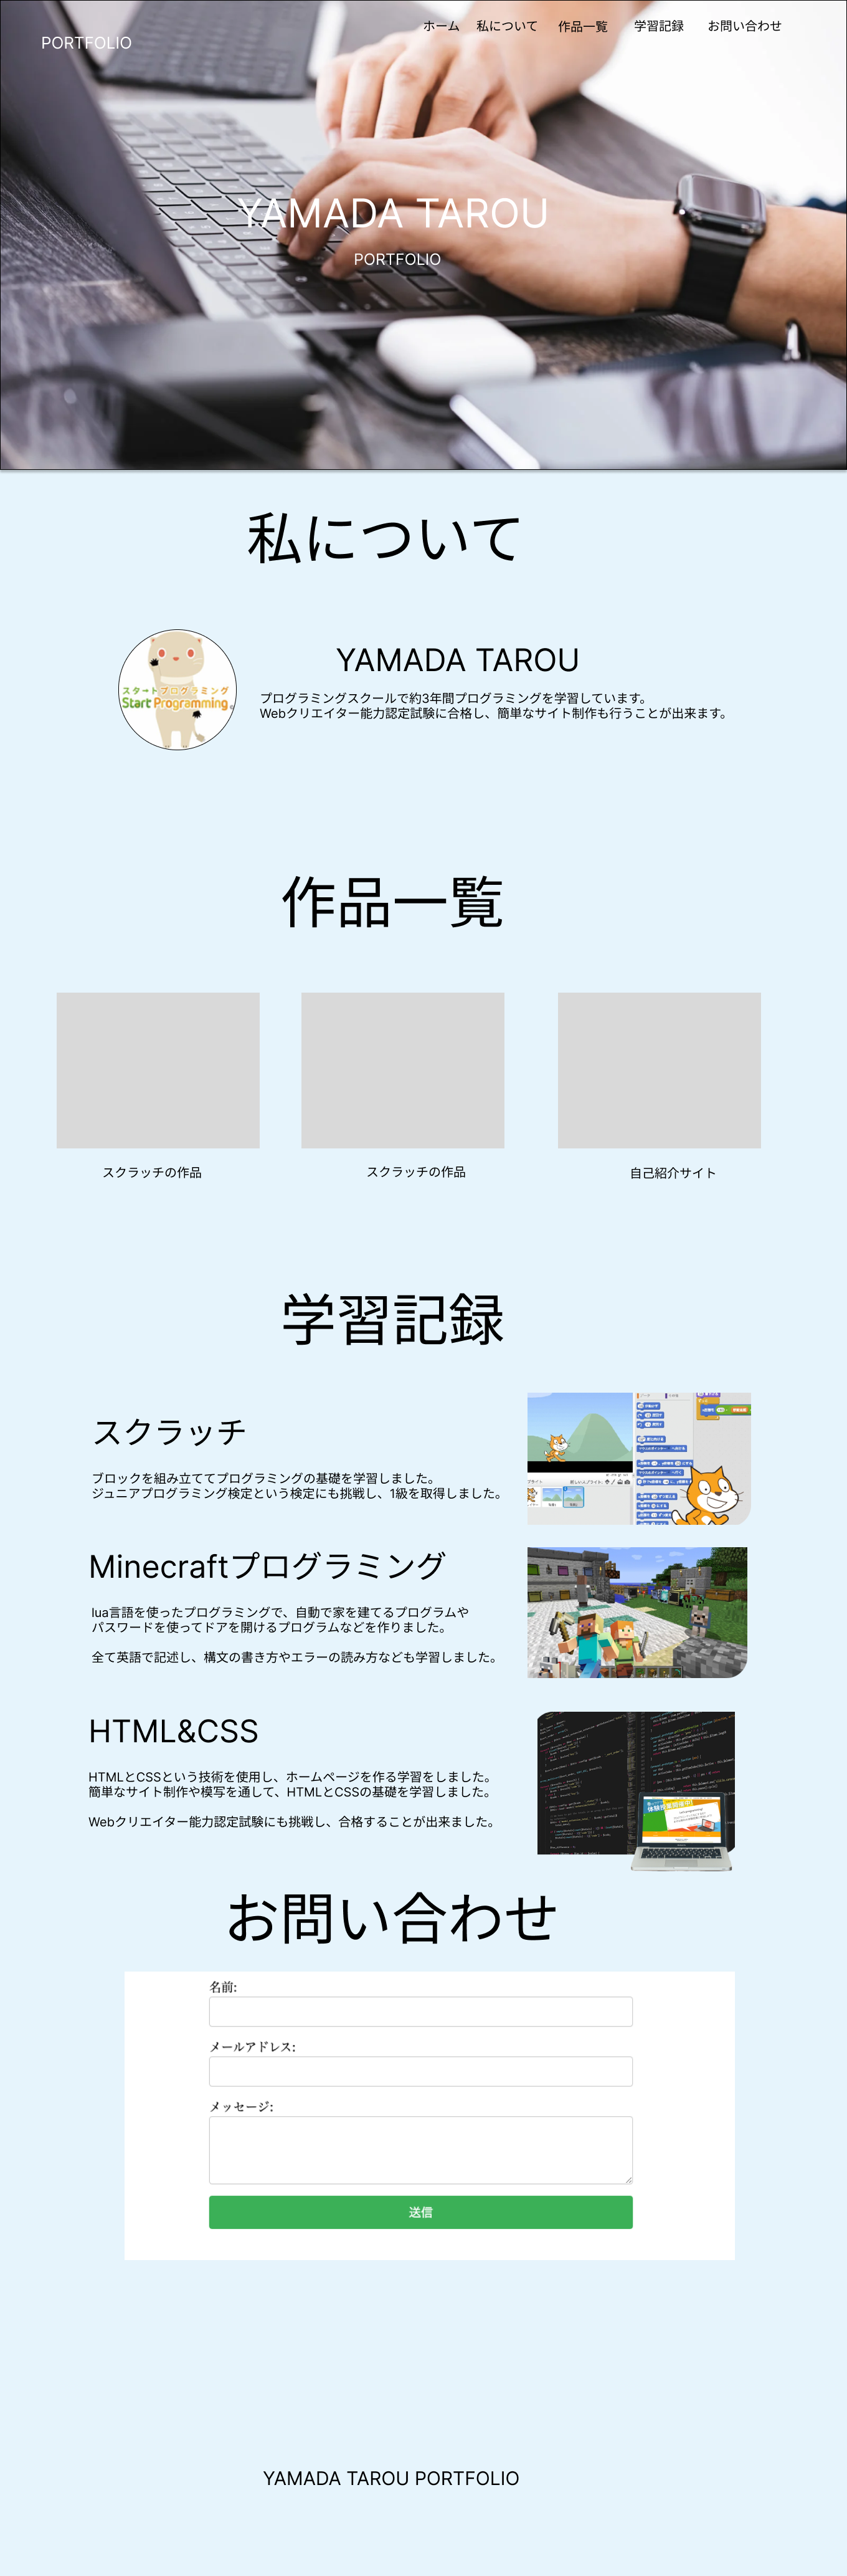 PORTFOLIO
ホーム 私について 作品一覧 学習記録 お問い合わせ
YAMADA TAROU
PORTFOLIO
私について
スタートプログラミング
Start Programming
YAMADA TAROU
プログラミングスクールで約3年間プログラミングを学習しています。
Webクリエイター能力認定試験に合格し、簡単なサイト制作も行うことが出来ます。
作品一覧
スクラッチの作品 スクラッチの作品 自己紹介サイト
学習記録
スクラッチ
ブロックを組み立ててプログラミングの基礎を学習しました。
ジュニアプログラミング検定という検定にも挑戦し、1級を取得しました。
Minecraftプログラミング
lua言語を使ったプログラミングで、自動で家を建てるプログラムや
パスワードを使ってドアを開けるプログラムなどを作りました。
全て英語で記述し、構文の書き方やエラーの読み方なども学習しました。
HTML&CSS
HTMLとCSSという技術を使用し、ホームページを作る学習をしました。
簡単なサイト制作や模写を通して、HTMLとCSSの基礎を学習しました。
Webクリエイター能力認定試験にも挑戦し、合格することが出来ました。
お問い合わせ
名前:
メールアドレス:
メッセージ:
送信
YAMADA TAROU PORTFOLIO